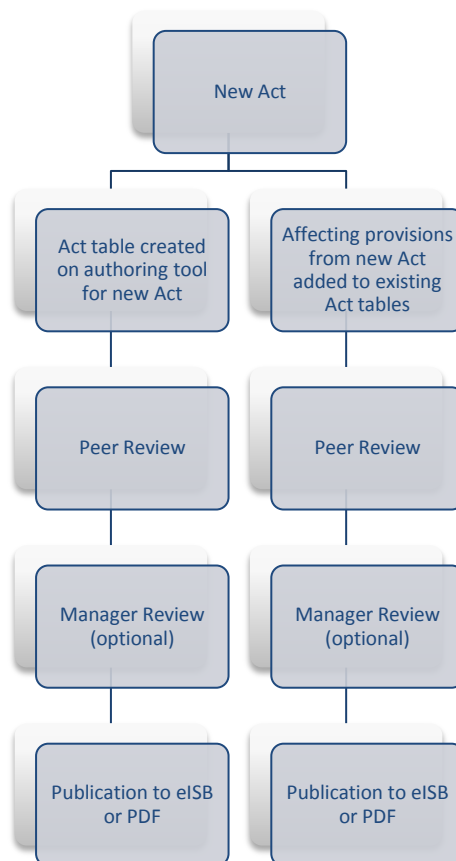 New Act
Act table created
on authoring tool
for new Act
Affecting provisions
from new Act
added to existing
Act tables
Peer Review
Peer Review
Manager Review
(optional)
Manager Review
(optional)
Publication to eISB
or PDF
Publication to eISB
or PDF